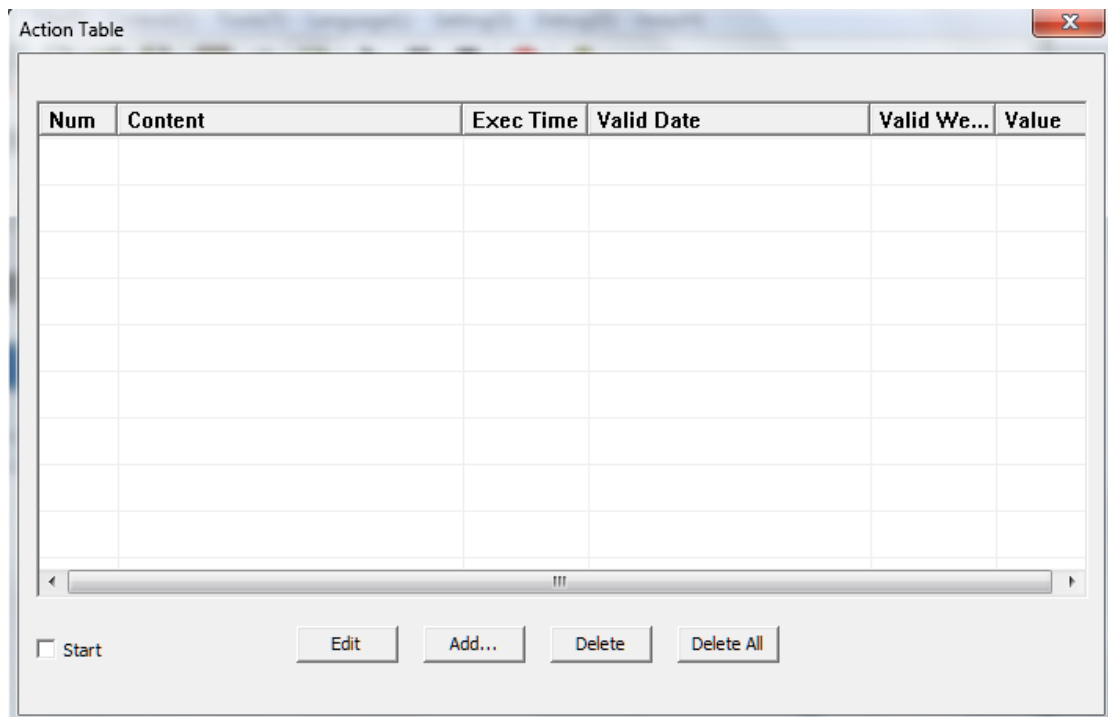 Action Table
Num Content Exec Time Valid Date Valid We... Value
Start Edit Add... Delete Delete All